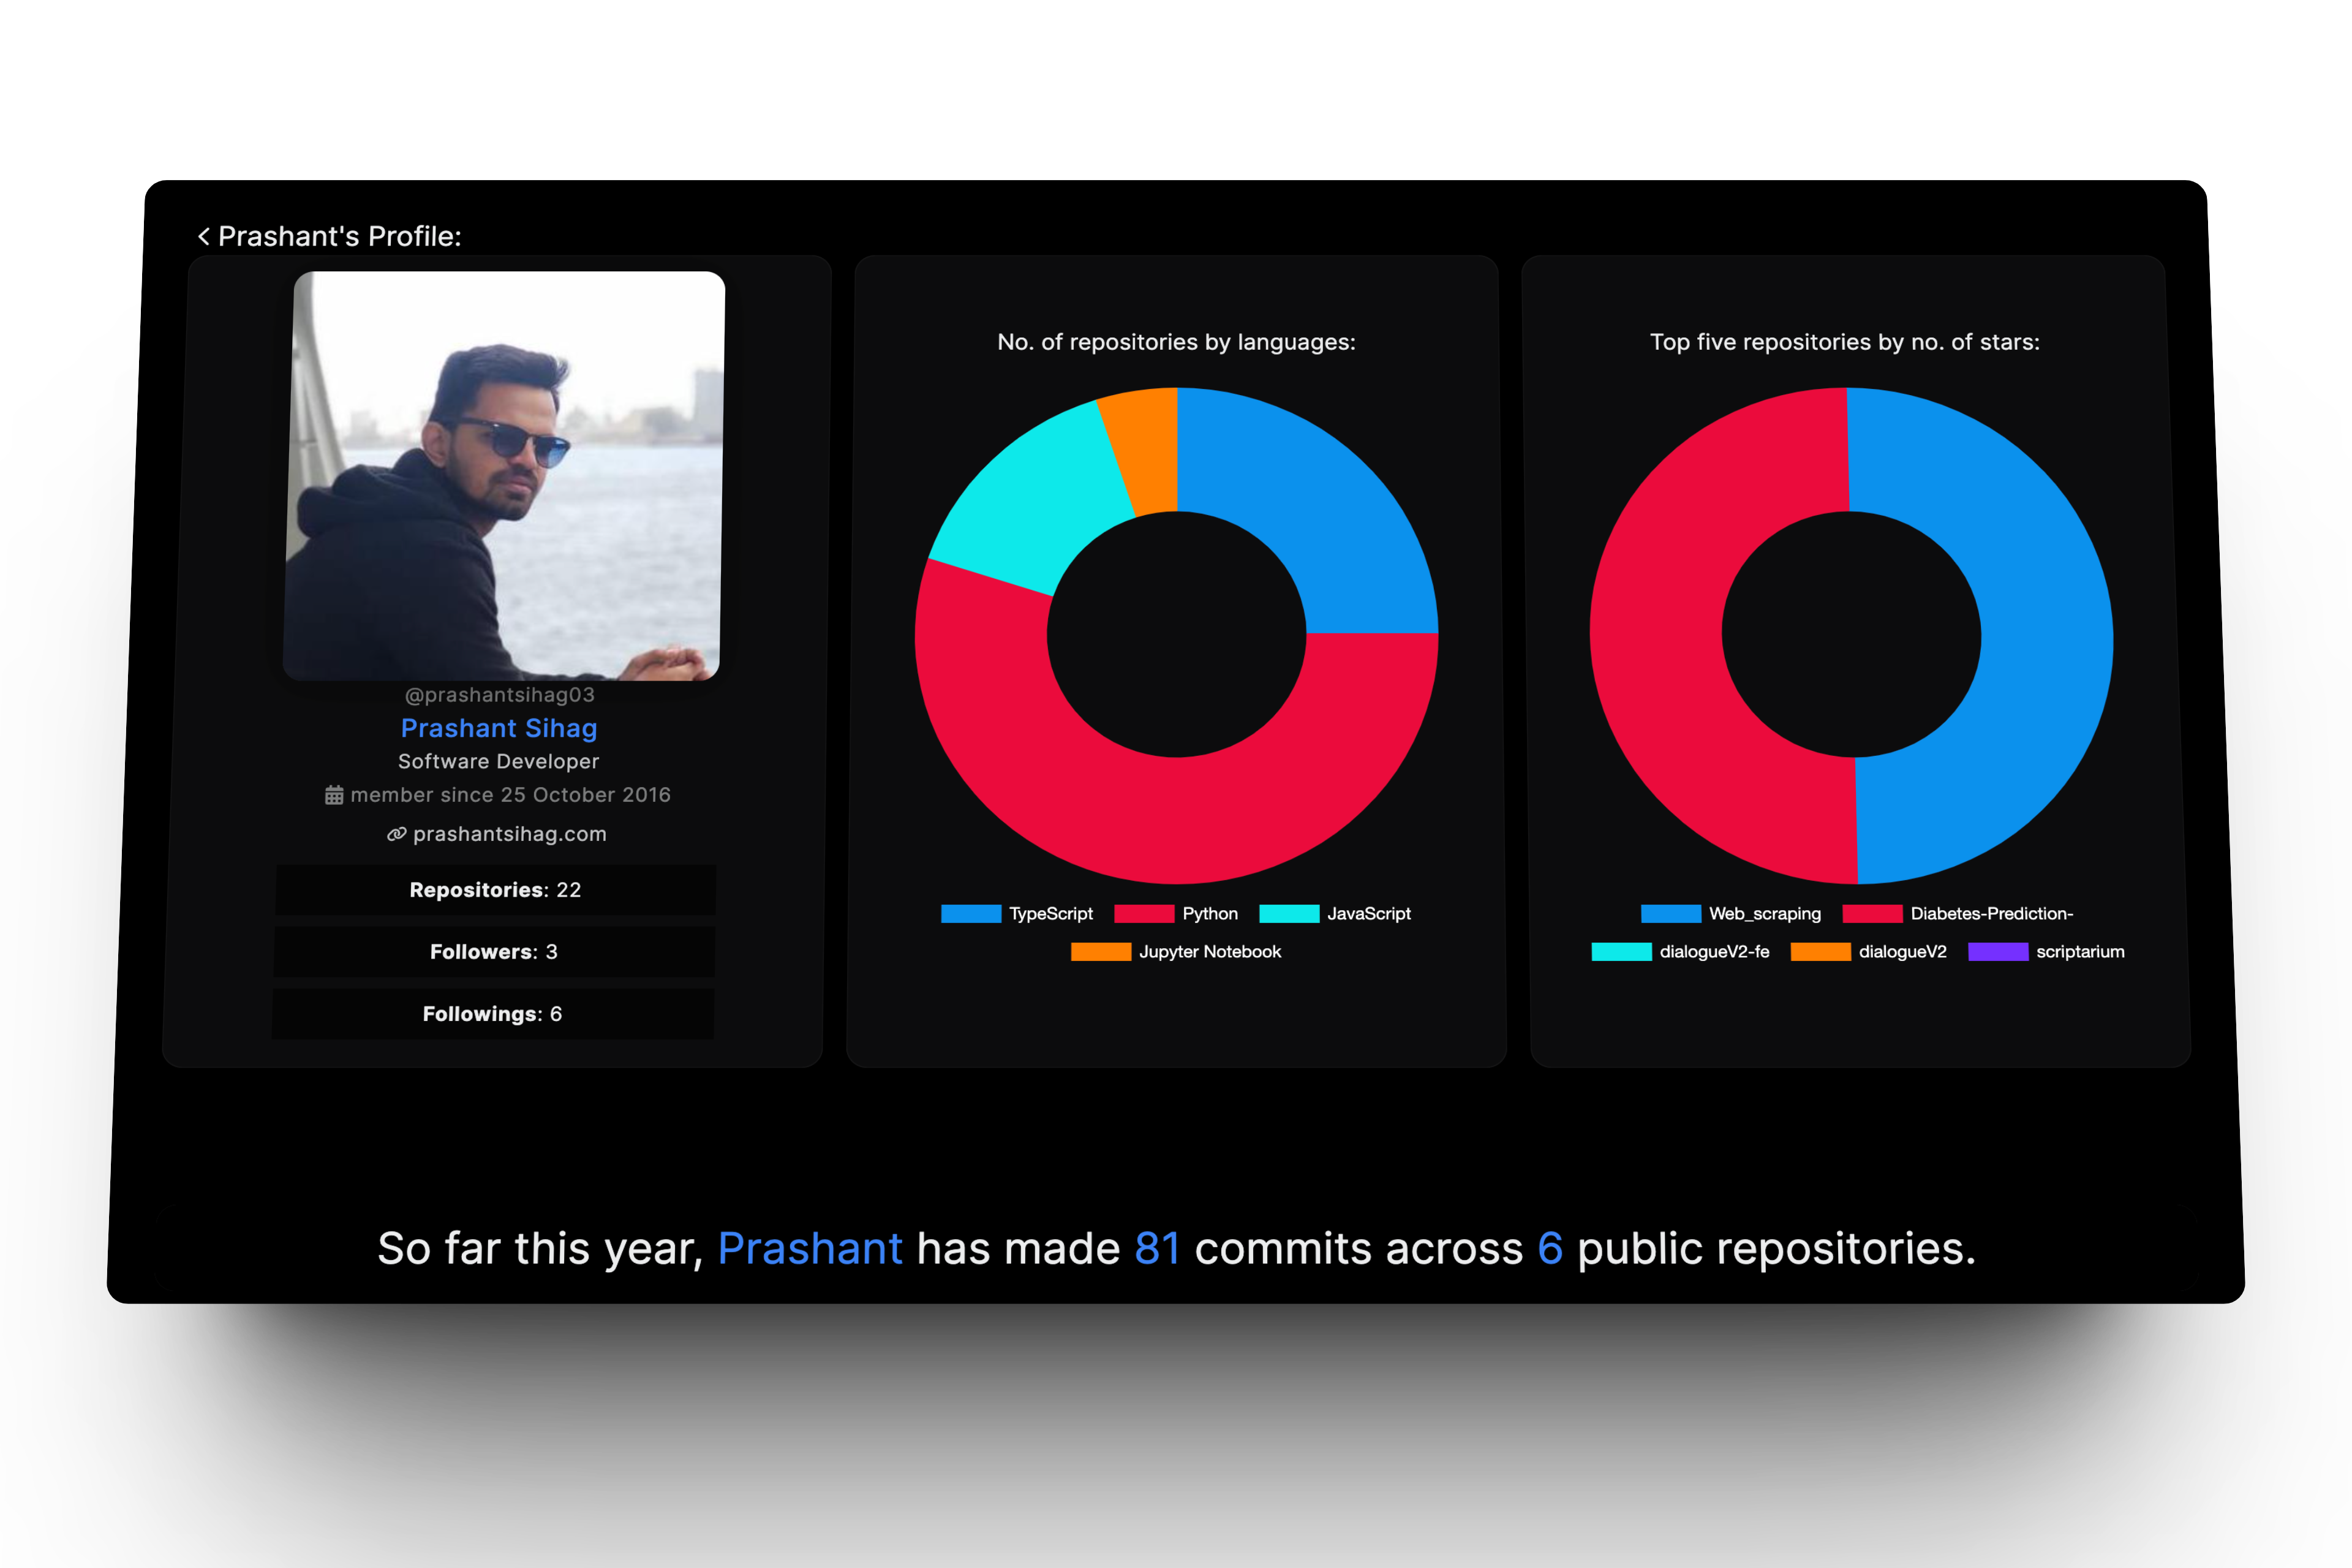 Prashant's Profile:
@prashantsihag03
Prashant Sihag
Software Developer
member since 25 October 2016
prashantsihag.com
Repositories: 22
Followers: 3
Followings: 6
No. of repositories by languages:
TypeScript Python JavaScript
Jupyter Notebook
Top five repositories by no. of stars:
Web_scraping Diabetes-Prediction-
dialogueV2-fe dialogueV2 scriptarium
So far this year, Prashant has made 81 commits across 6 public repositories.